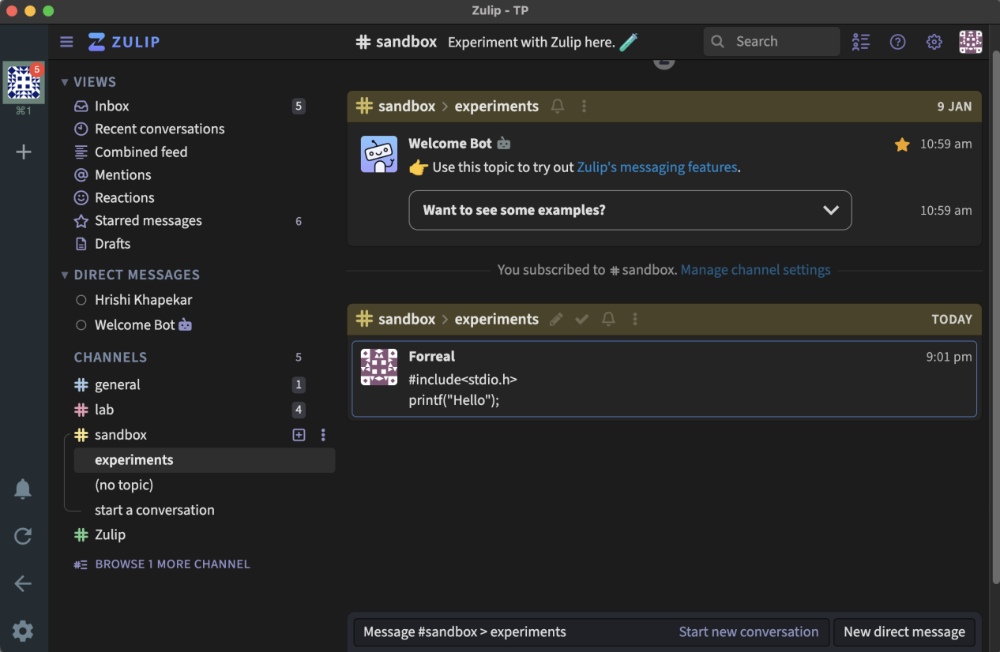 Zulip - TP
ZULIP
# sandbox Experiment with Zulip here.
Search
5
⌘1
VIEWS
Inbox 5
Recent conversations
Combined feed
Mentions
Reactions
Starred messages 6
Drafts
DIRECT MESSAGES
Hrishi Khapekar
Welcome Bot
CHANNELS 5
# general 1
# lab 4
# sandbox
experiments
(no topic)
start a conversation
# Zulip
BROWSE 1 MORE CHANNEL
# sandbox > experiments 9 JAN
Welcome Bot 10:59 am
Use this topic to try out Zulip's messaging features.
Want to see some examples? 10:59 am
You subscribed to # sandbox. Manage channel settings
# sandbox > experiments TODAY
Forreal 9:01 pm
#include<stdio.h>
printf("Hello");
Message #sandbox > experiments Start new conversation New direct message